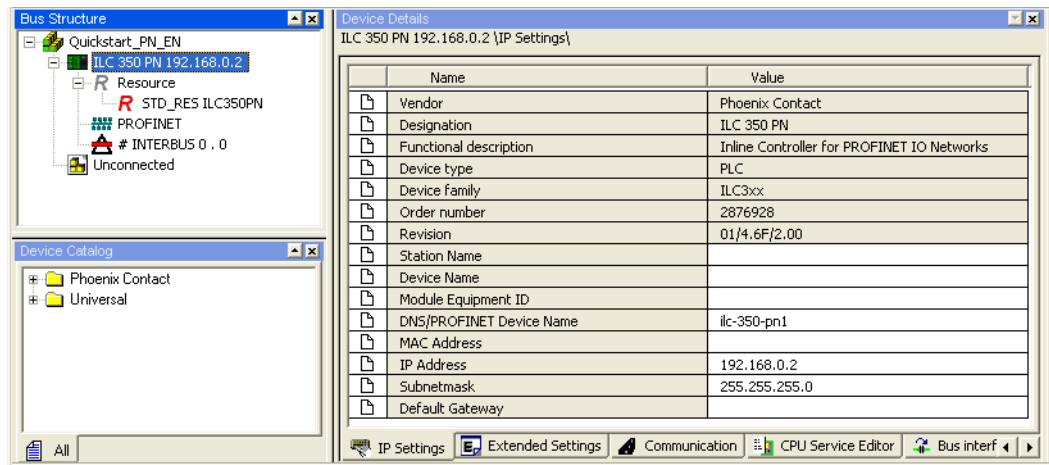 Bus Structure
Quickstart_PN_EN
ILC 350 PN 192.168.0.2
R Resource
R STD_RES ILC350PN
PROFINET
# INTERBUS 0 . 0
Unconnected
Device Catalog
Phoenix Contact
Universal
All
Device Details
ILC 350 PN 192.168.0.2 \IP Settings\
Name Value
Vendor Phoenix Contact
Designation ILC 350 PN
Functional description Inline Controller for PROFINET IO Networks
Device type PLC
Device family ILC3xx
Order number 2876928
Revision 01/4.6F/2.00
Station Name
Device Name
Module Equipment ID
DNS/PROFINET Device Name ilc-350-pn1
MAC Address
IP Address 192.168.0.2
Subnetmask 255.255.255.0
Default Gateway
IP Settings Extended Settings Communication CPU Service Editor Bus interf